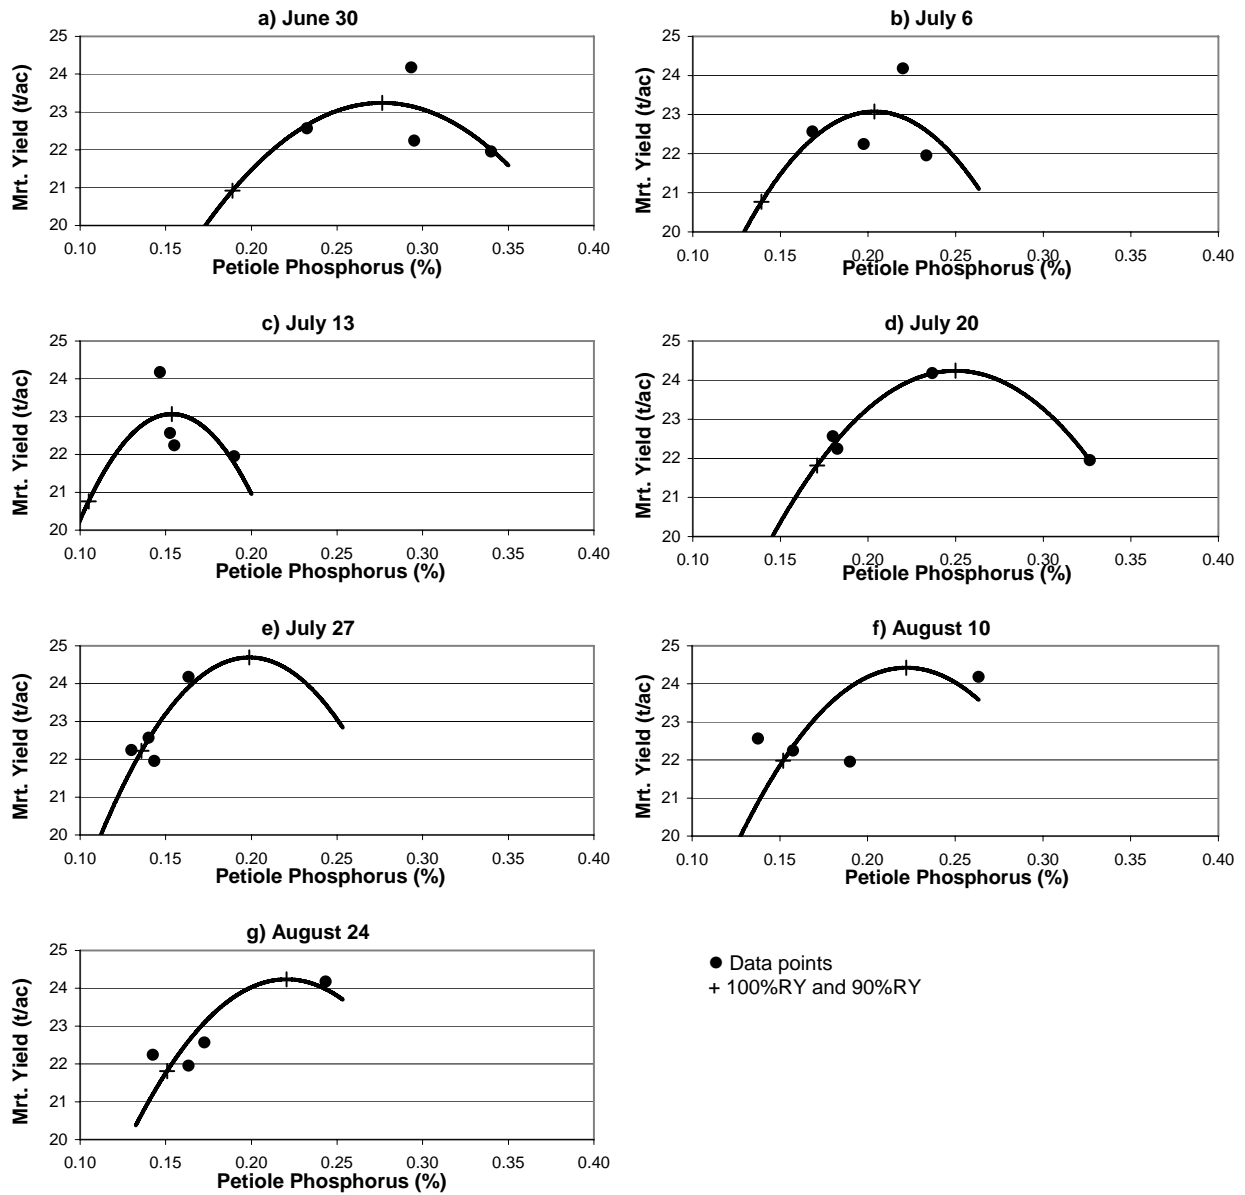 a) June 30
Mrt. Yield (t/ac)
25
24
23
22
21
20
0.10 0.15 0.20 0.25 0.30 0.35 0.40
Petiole Phosphorus (%)
b) July 6
Mrt. Yield (t/ac)
25
24
23
22
21
20
0.10 0.15 0.20 0.25 0.30 0.35 0.40
Petiole Phosphorus (%)
c) July 13
Mrt. Yield (t/ac)
25
24
23
22
21
20
0.10 0.15 0.20 0.25 0.30 0.35 0.40
Petiole Phosphorus (%)
d) July 20
Mrt. Yield (t/ac)
25
24
23
22
21
20
0.10 0.15 0.20 0.25 0.30 0.35 0.40
Petiole Phosphorus (%)
e) July 27
Mrt. Yield (t/ac)
25
24
23
22
21
20
0.10 0.15 0.20 0.25 0.30 0.35 0.40
Petiole Phosphorus (%)
f) August 10
Mrt. Yield (t/ac)
25
24
23
22
21
20
0.10 0.15 0.20 0.25 0.30 0.35 0.40
Petiole Phosphorus (%)
g) August 24
Mrt. Yield (t/ac)
25
24
23
22
21
20
0.10 0.15 0.20 0.25 0.30 0.35 0.40
Petiole Phosphorus (%)
● Data points
+ 100%RY and 90%RY